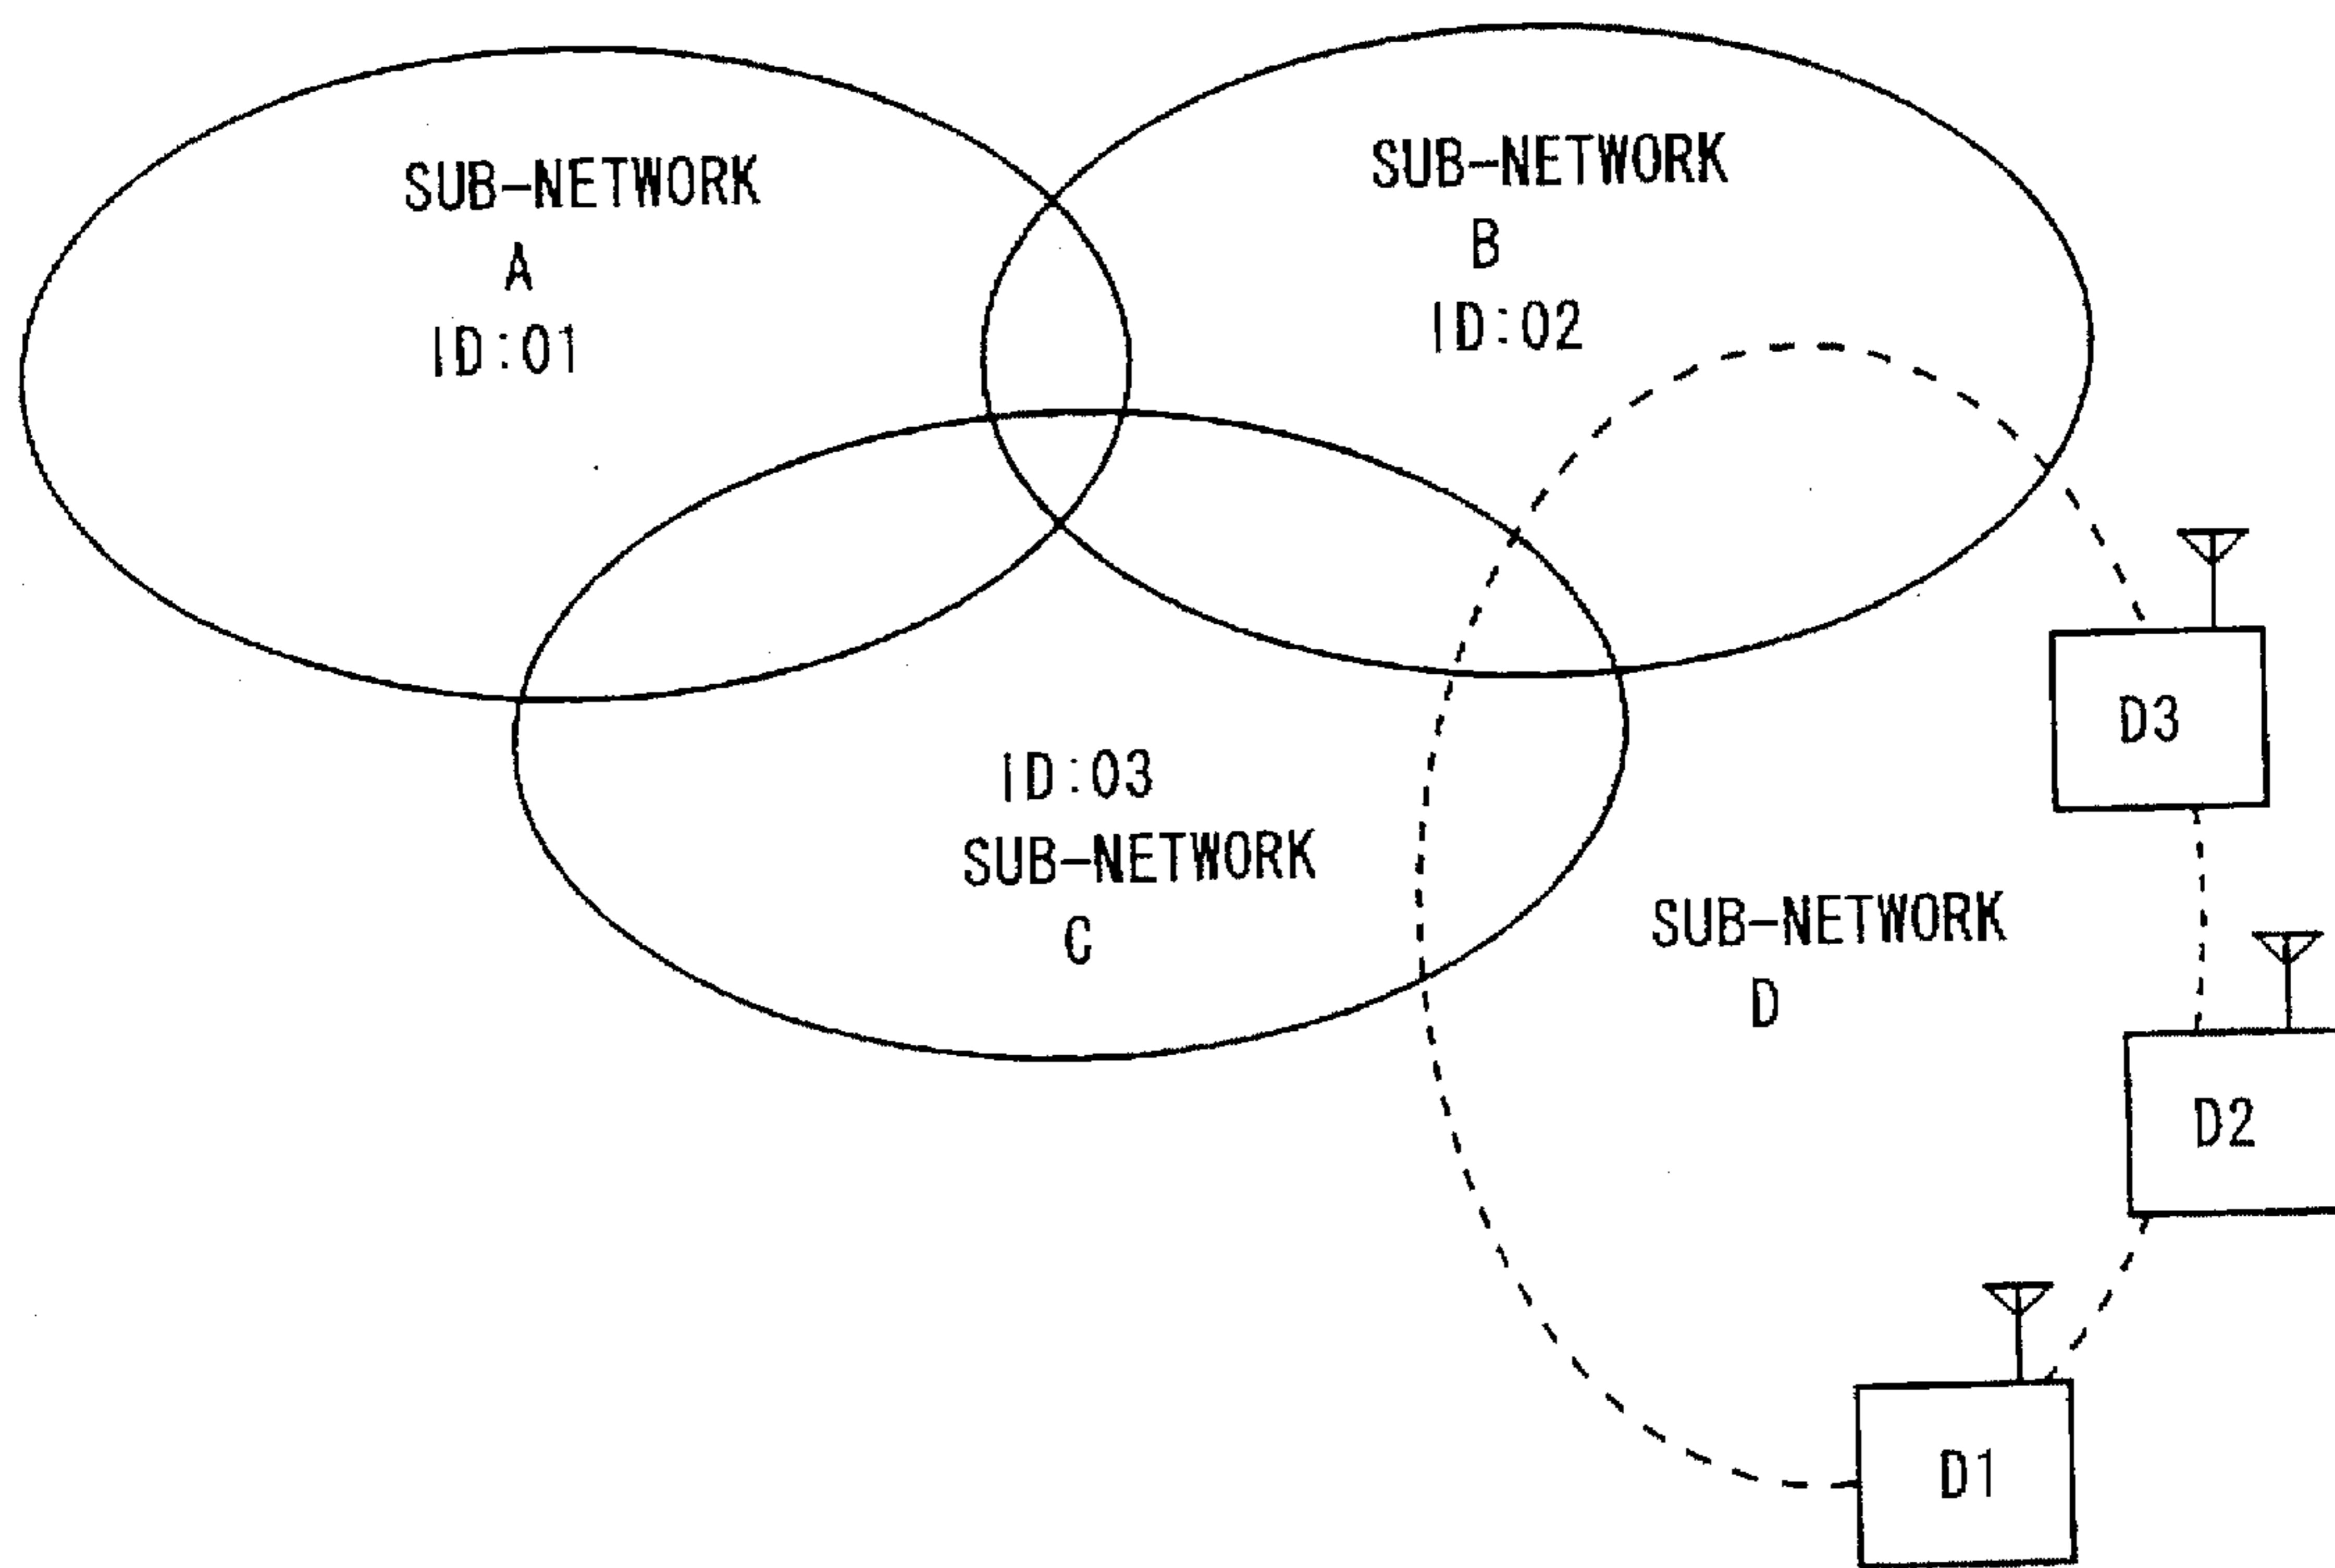 SUB-NETWORK
A
ID:01
SUB-NETWORK
B
ID:02
ID:03
SUB-NETWORK
C
SUB-NETWORK
D
D3
D2
D1